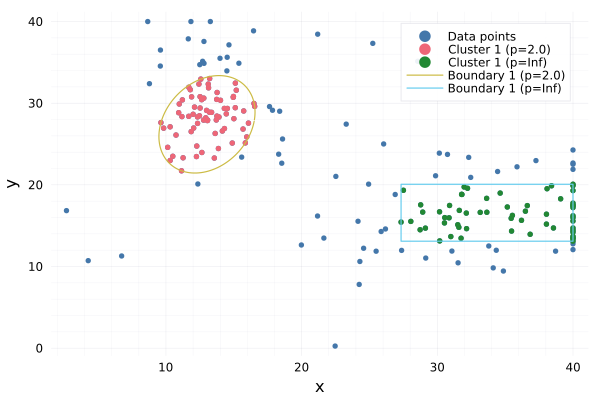 40
30
20
10
0
y
10
20
30
40
x
Data points
Cluster 1 (p=2.0)
Cluster 1 (p=Inf)
Boundary 1 (p=2.0)
Boundary 1 (p=Inf)